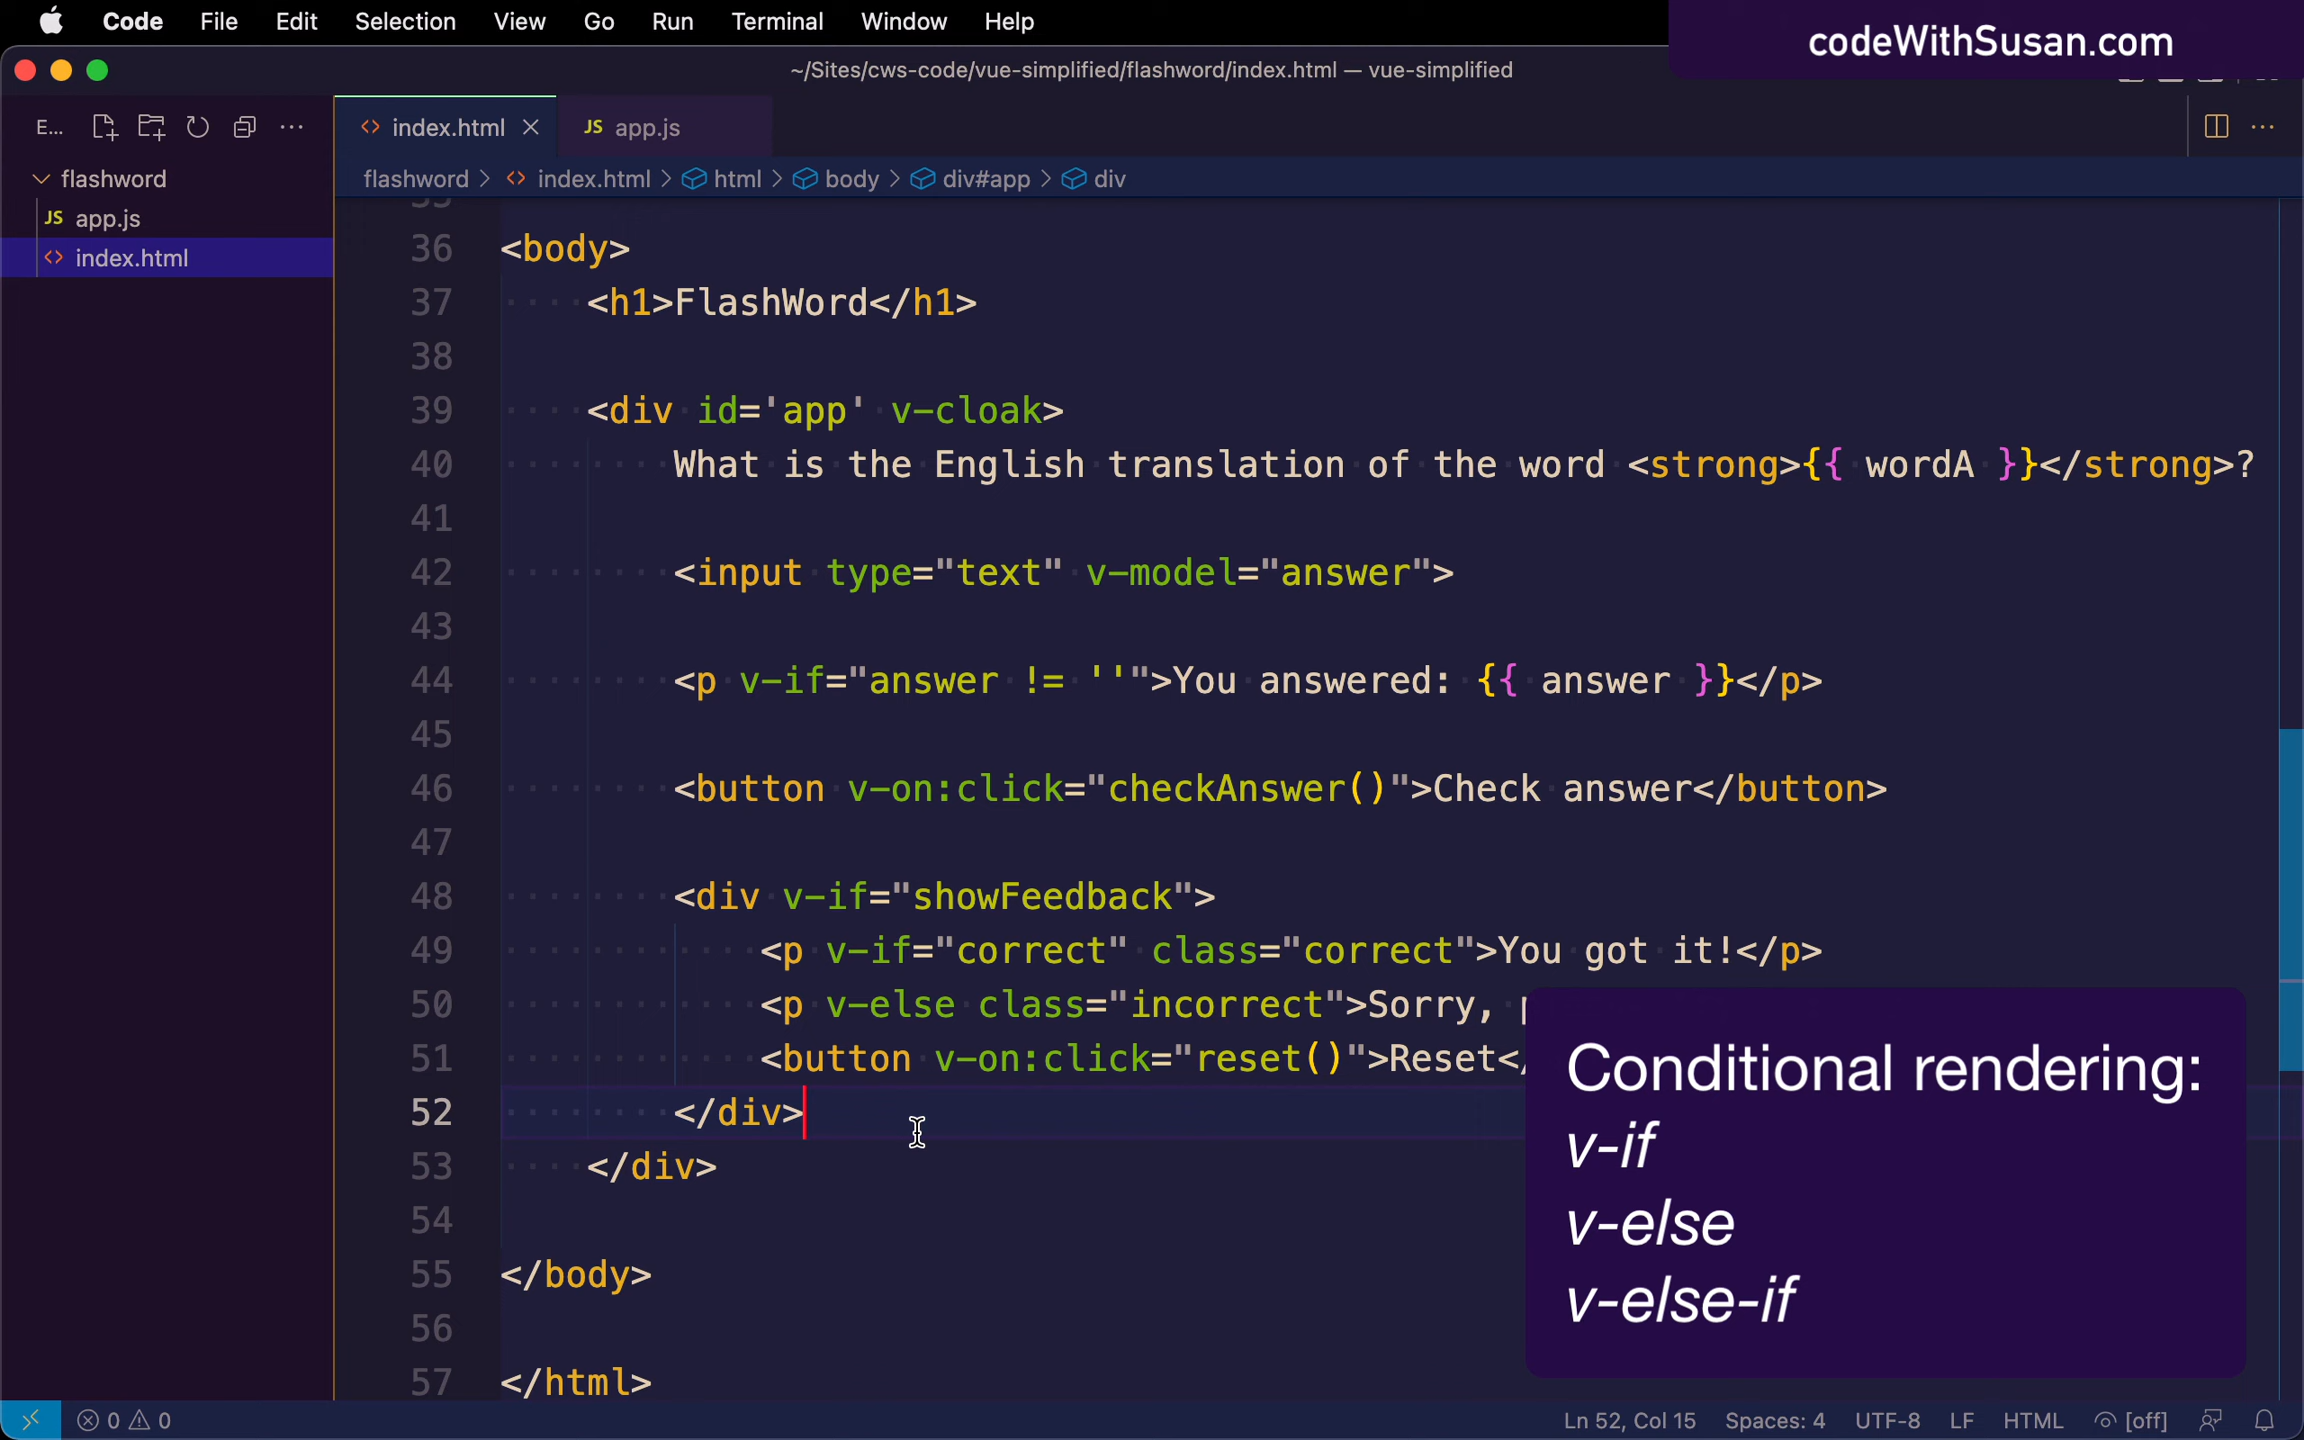 Code File Edit Selection View Go Run Terminal Window Help
codeWithSusan.com
~/Sites/cws-code/vue-simplified/flashword/index.html — vue-simplified
E...
index.html
JS app.js
flashword
JS app.js
index.html
flashword > index.html > html > body > div#app > div
35
36 <body>
37 <h1>FlashWord</h1>
38
39 <div id='app' v-cloak>
40 What is the English translation of the word <strong>{{ wordA }}</strong>?
41
42 <input type="text" v-model="answer">
43
44 <p v-if="answer != ''">You answered: {{ answer }}</p>
45
46 <button v-on:click="checkAnswer()">Check answer</button>
47
48 <div v-if="showFeedback">
49 <p v-if="correct" class="correct">You got it!</p>
50 <p v-else class="incorrect">Sorry,
51 <button v-on:click="reset()">Reset</
52 </div>
53 </div>
54
55 </body>
56
57 </html>
Conditional rendering:
v-if
v-else
v-else-if
0 0
Ln 52, Col 15 Spaces: 4 UTF-8 LF HTML [off]